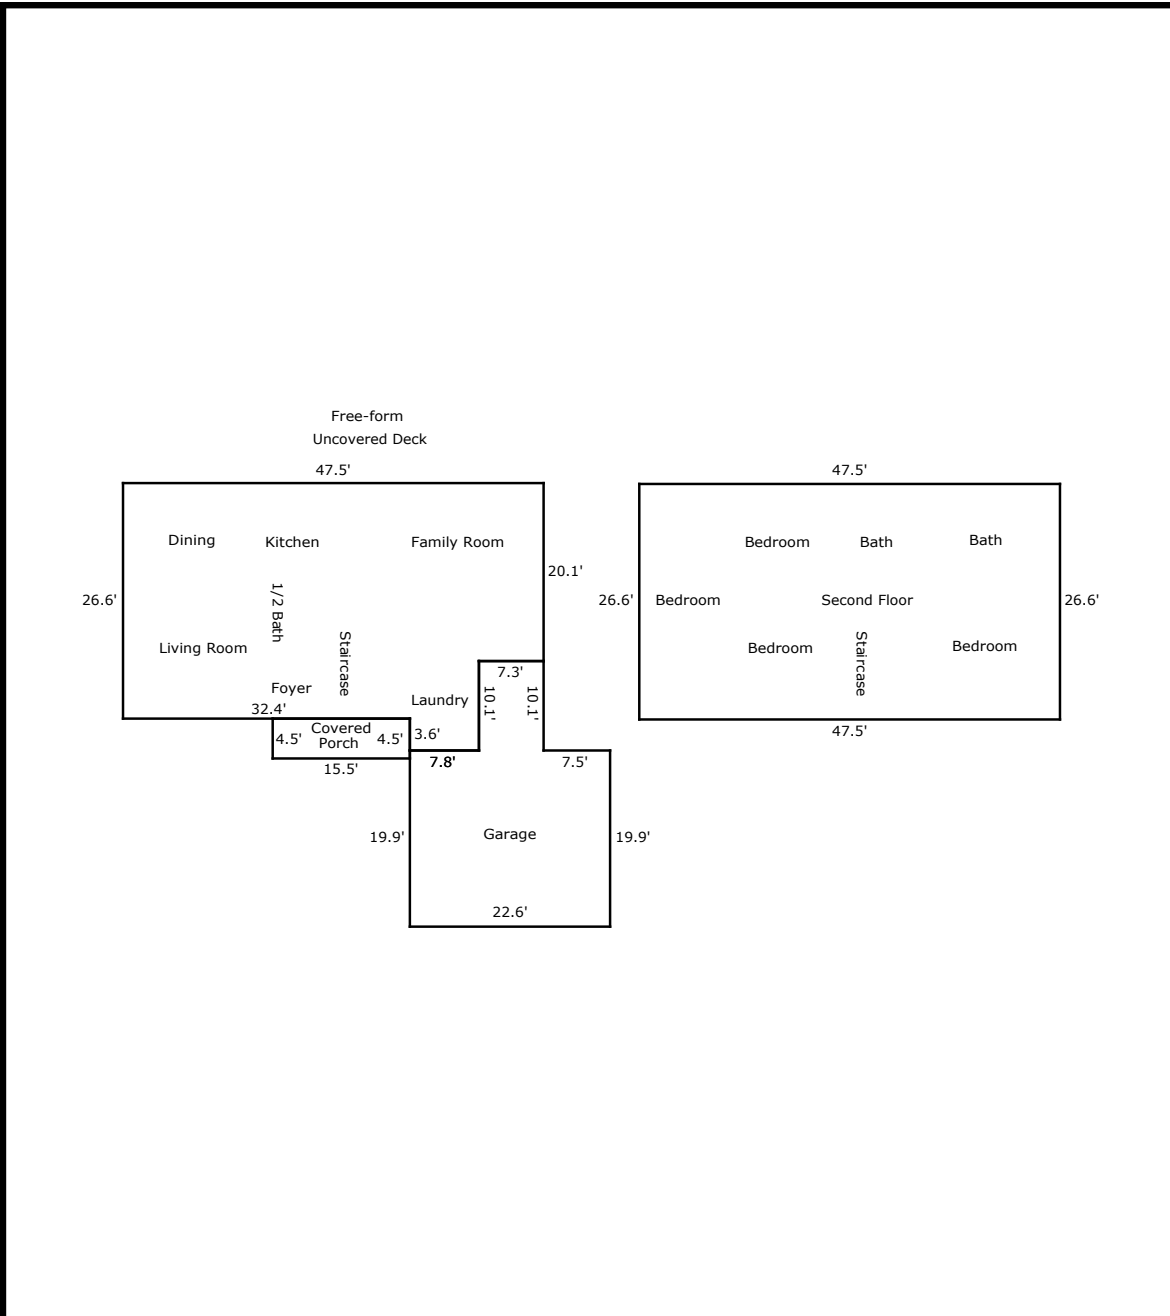 Free-form
Uncovered Deck
47.5'
47.5'
Dining
Kitchen
Family Room
Bedroom
Bath
Bath
20.1'
26.6'
1/2 Bath
26.6'
Bedroom
Second Floor
26.6'
Living Room
Staircase
Bedroom
Staircase
Bedroom
7.3'
Foyer
Laundry
10.1'
10.1'
32.4'
Covered
Porch
4.5'
4.5'
3.6'
47.5'
15.5'
7.8'
7.5'
19.9'
Garage
19.9'
22.6'